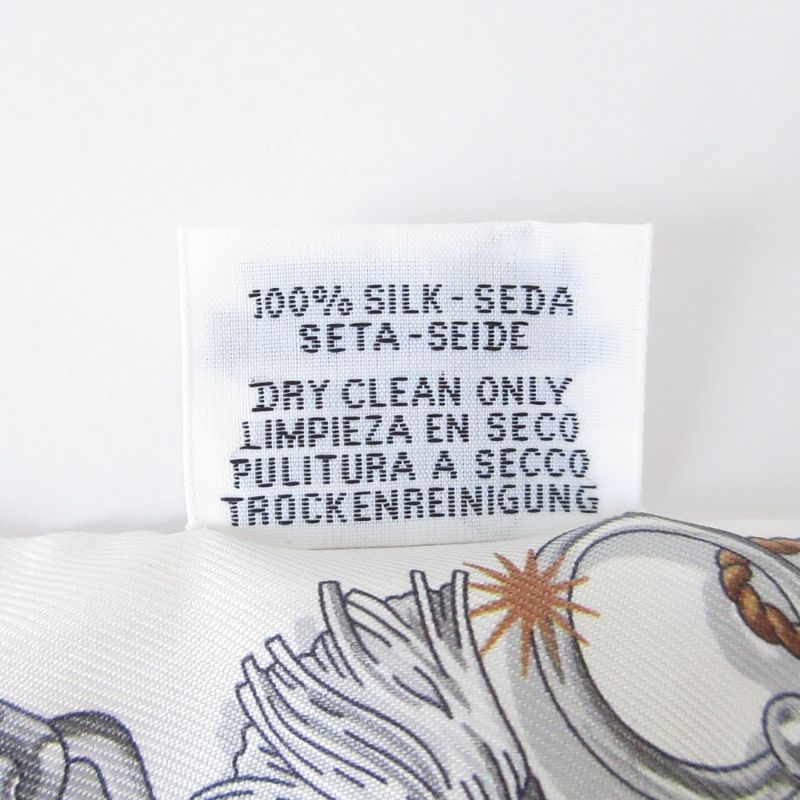 100% SILK - SEDA
SETA - SEIDE
DRY CLEAN ONLY
LIMPIEZA EN SECO
PULITURA A SECCO
TROCKENREINIGUNG